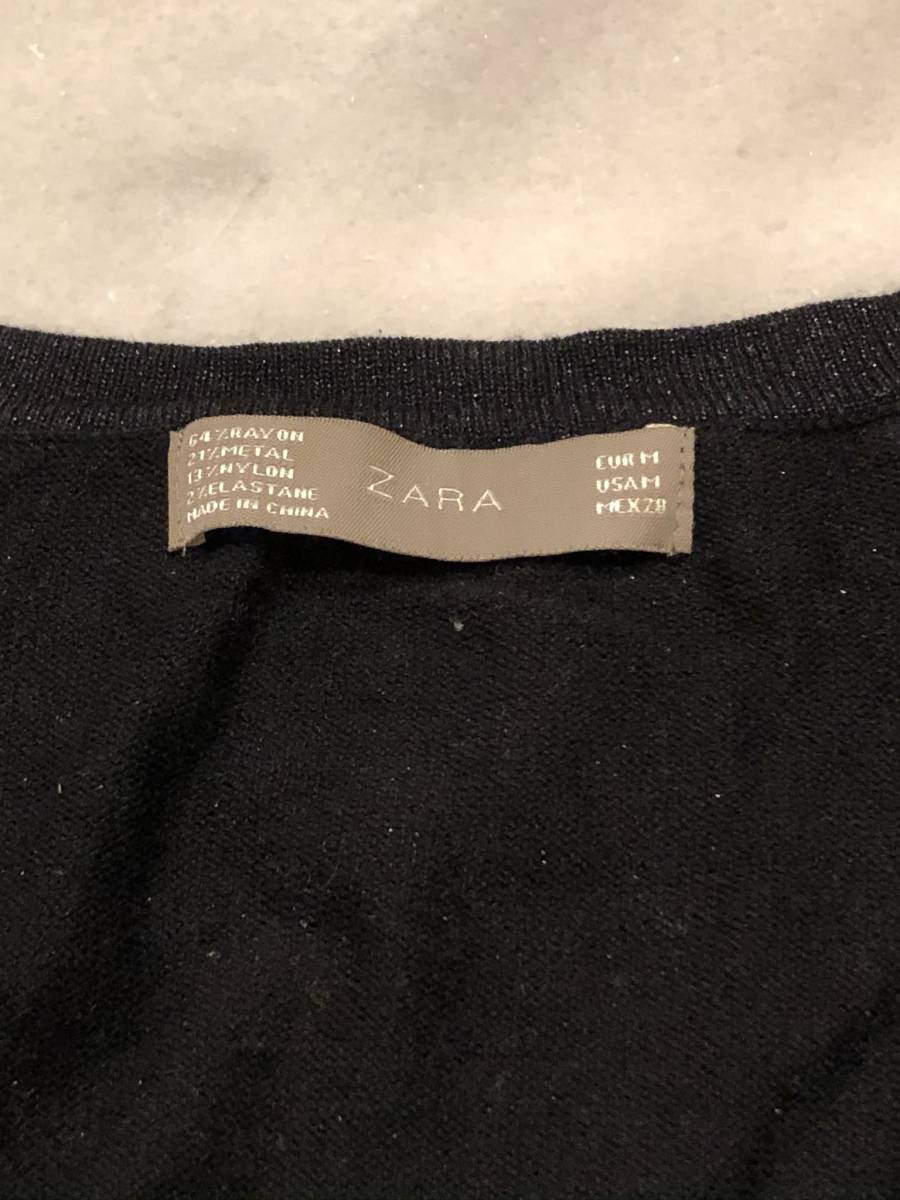 64%RAYON
21%METAL
13%NYLON
2%ELASTANE
MADE IN CHINA
ZARA
EUR M
USA M
MEX 28